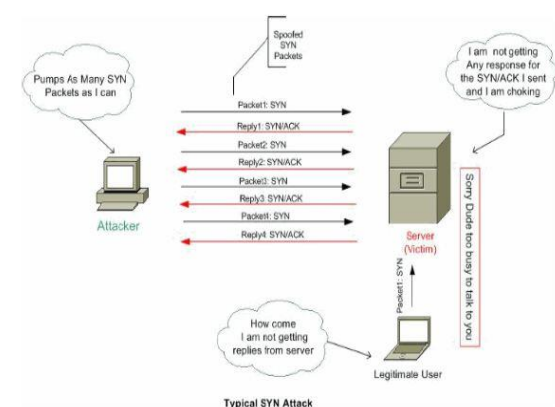 Spoofed
SYN
Packets
Pumps As Many SYN
Packets as I can
I am not getting
Any response for
the SYN/ACK I sent
and I am choking
Packet1: SYN
Reply1: SYN/ACK
Packet2: SYN
Reply2: SYN/ACK
Packet3: SYN
Reply3: SYN/ACK
Packet4: SYN
Reply4: SYN/ACK
Attacker
Server
(Victim)
Sorry Dude too busy to talk to you
Packet1: SYN
How come
I am not getting
replies from server
Legitimate User
Typical SYN Attack